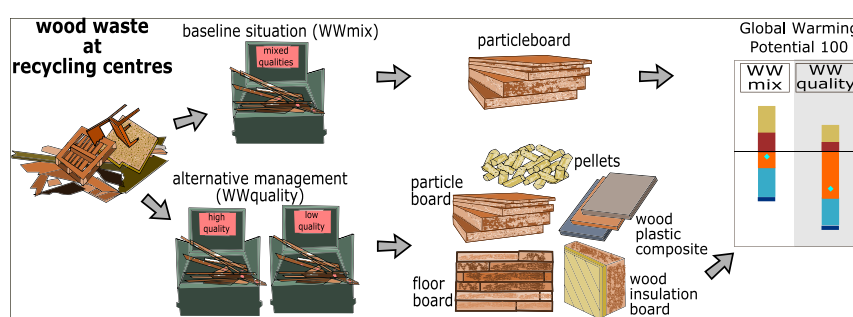 wood waste
at
recycling centres
baseline situation (WWmix)
mixed
qualities
particleboard
Global Warming
Potential 100
WW
mix
WW
quality
alternative management
(WWquality)
high
quality
low
quality
pellets
particle
board
wood
plastic
composite
floor
board
wood
insulation
board